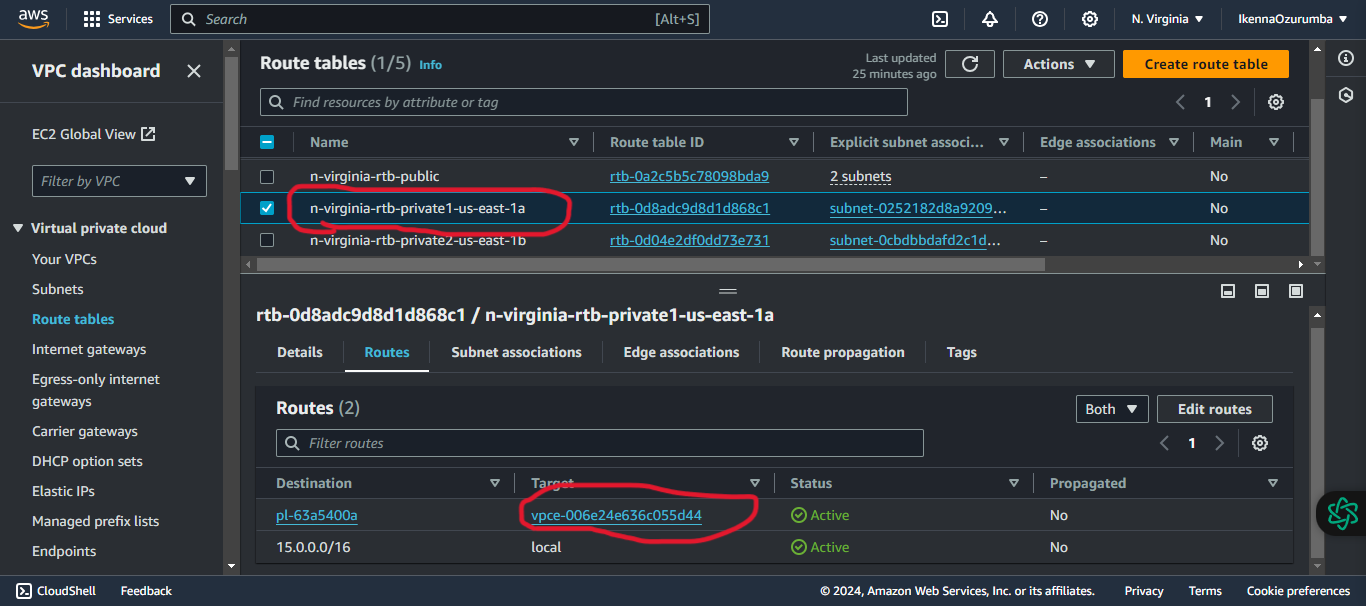 aws Services Search [Alt+S] N. Virginia IkennaOzurumba
VPC dashboard
EC2 Global View
Filter by VPC
Virtual private cloud
Your VPCs
Subnets
Route tables
Internet gateways
Egress-only internet
gateways
Carrier gateways
DHCP option sets
Elastic IPs
Managed prefix lists
Endpoints
Route tables (1/5) Info
Last updated
25 minutes ago
Actions
Create route table
Find resources by attribute or tag
1
Name Route table ID Explicit subnet associ... Edge associations Main
n-virginia-rtb-public rtb-0a2c5b5c78098bda9 2 subnets – No
n-virginia-rtb-private1-us-east-1a rtb-0d8adc9d8d1d868c1 subnet-0252182d8a9209... – No
n-virginia-rtb-private2-us-east-1b rtb-0d04e2df0dd73e731 subnet-0cbdbbdafd2c1d... – No
rtb-0d8adc9d8d1d868c1 / n-virginia-rtb-private1-us-east-1a
Details Routes Subnet associations Edge associations Route propagation Tags
Routes (2)
Both
Edit routes
Filter routes
1
Destination Target Status Propagated
pl-63a5400a vpce-006e24e636c055d44 Active No
15.0.0.0/16 local Active No
CloudShell Feedback © 2024, Amazon Web Services, Inc. or its affiliates. Privacy Terms Cookie preferences